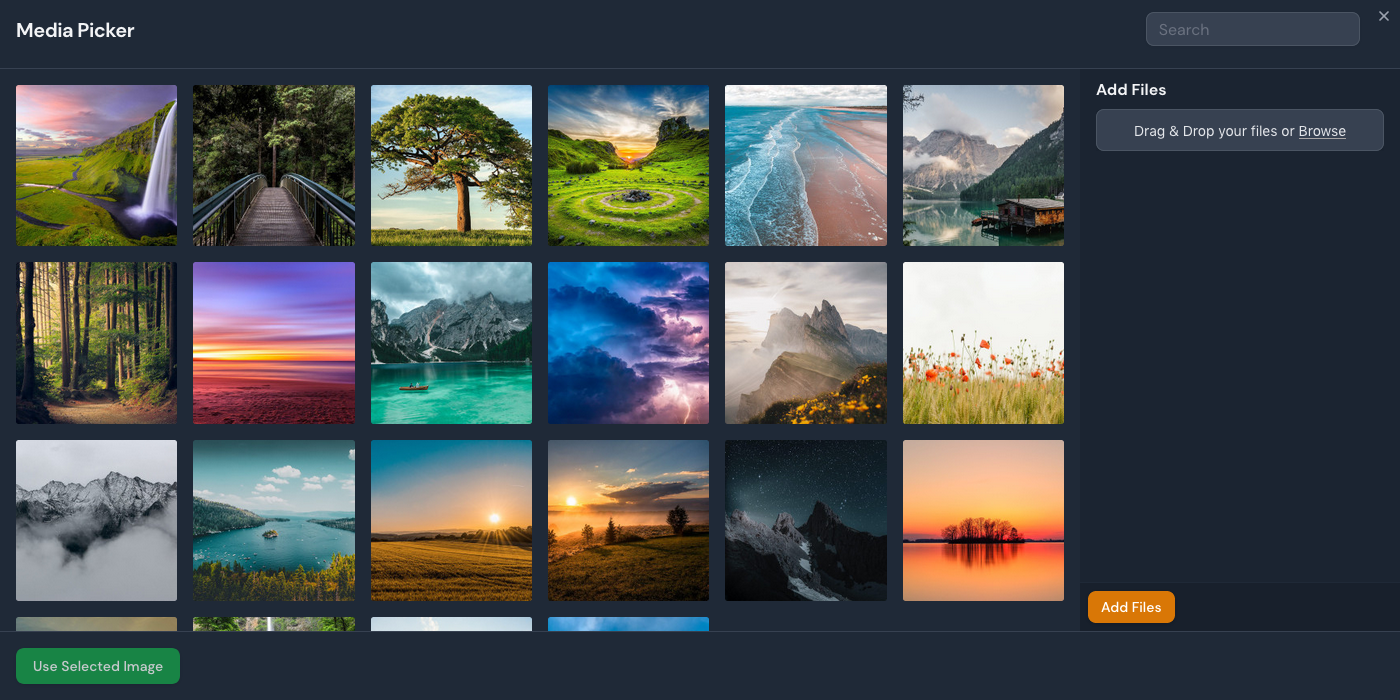 Media Picker
Search
Add Files
Drag & Drop your files or Browse
Add Files
Use Selected Image